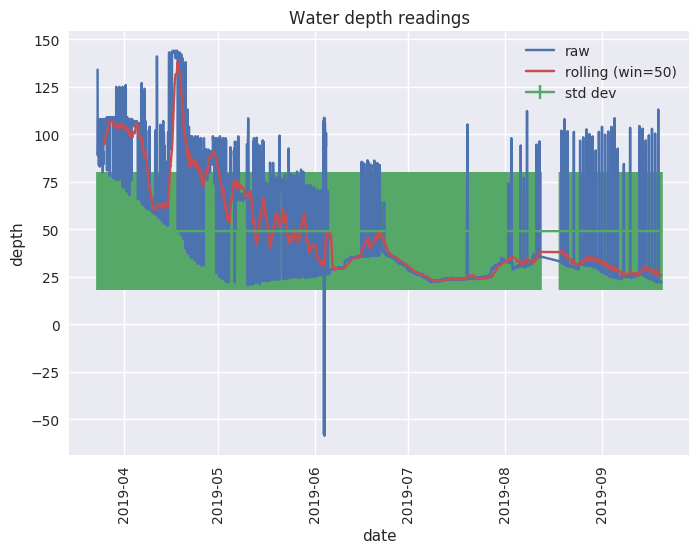 Water depth readings
raw
rolling (win=50)
std dev
depth
150
125
100
75
50
25
0
−25
−50
2019-04
2019-05
2019-06
2019-07
2019-08
2019-09
date